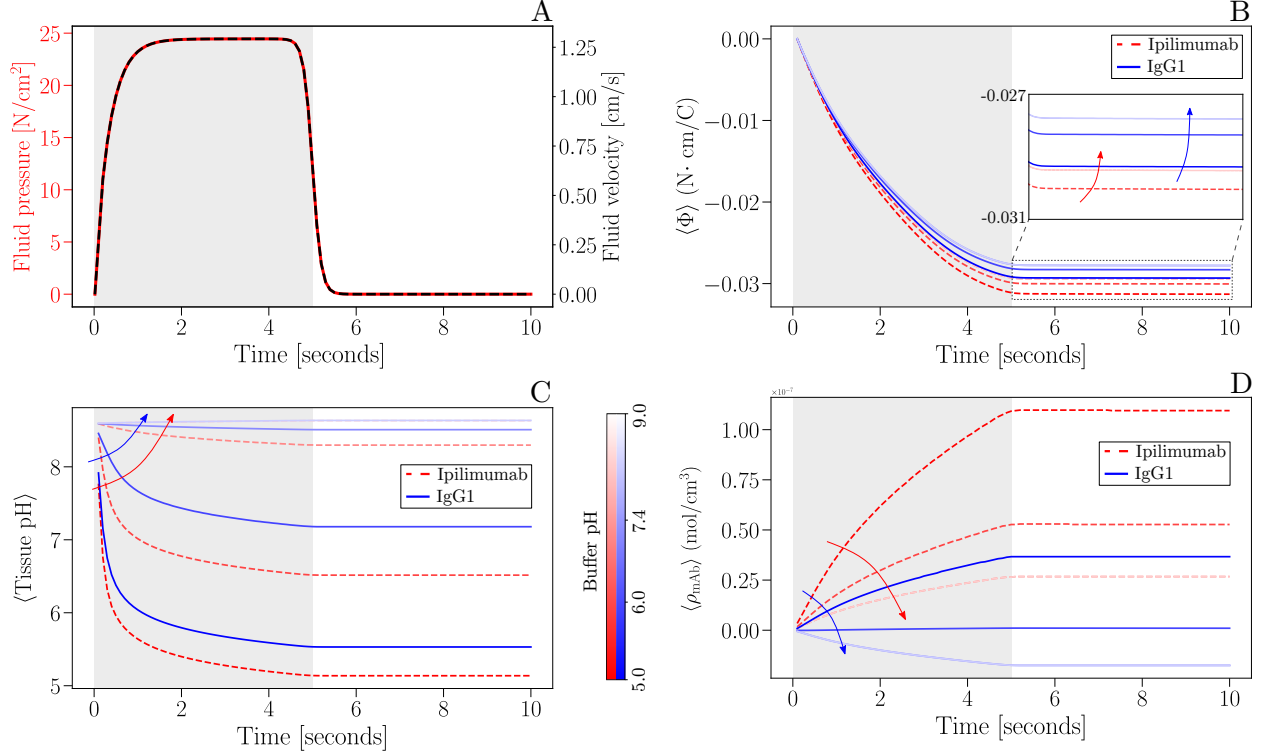 A
Fluid pressure [N/cm²]
25
20
15
10
5
0
1.25
1.00
0.75
0.50
0.25
0.00
Fluid velocity [cm/s]
0 2 4 6 8 10
Time [seconds]
B
⟨Φ⟩ (N· cm/C)
0.00
−0.01
−0.02
−0.03
Ipilimumab
IgG1
-0.027
-0.031
0 2 4 6 8 10
Time [seconds]
C
⟨Tissue pH⟩
8
7
6
5
Ipilimumab
IgG1
0 2 4 6 8 10
Time [seconds]
Buffer pH
9.0
7.4
6.0
5.0
D
×10⁻⁷
⟨ρmAb⟩ (mol/cm³)
1.00
0.50
0.25
0.00
Ipilimumab
IgG1
0 2 4 6 8 10
Time [seconds]